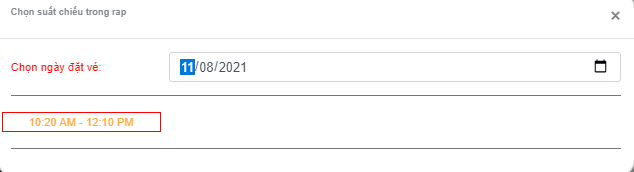 Chọn suất chiếu trong rap
×
Chọn ngày đặt vé:
11/08/2021
10:20 AM - 12:10 PM